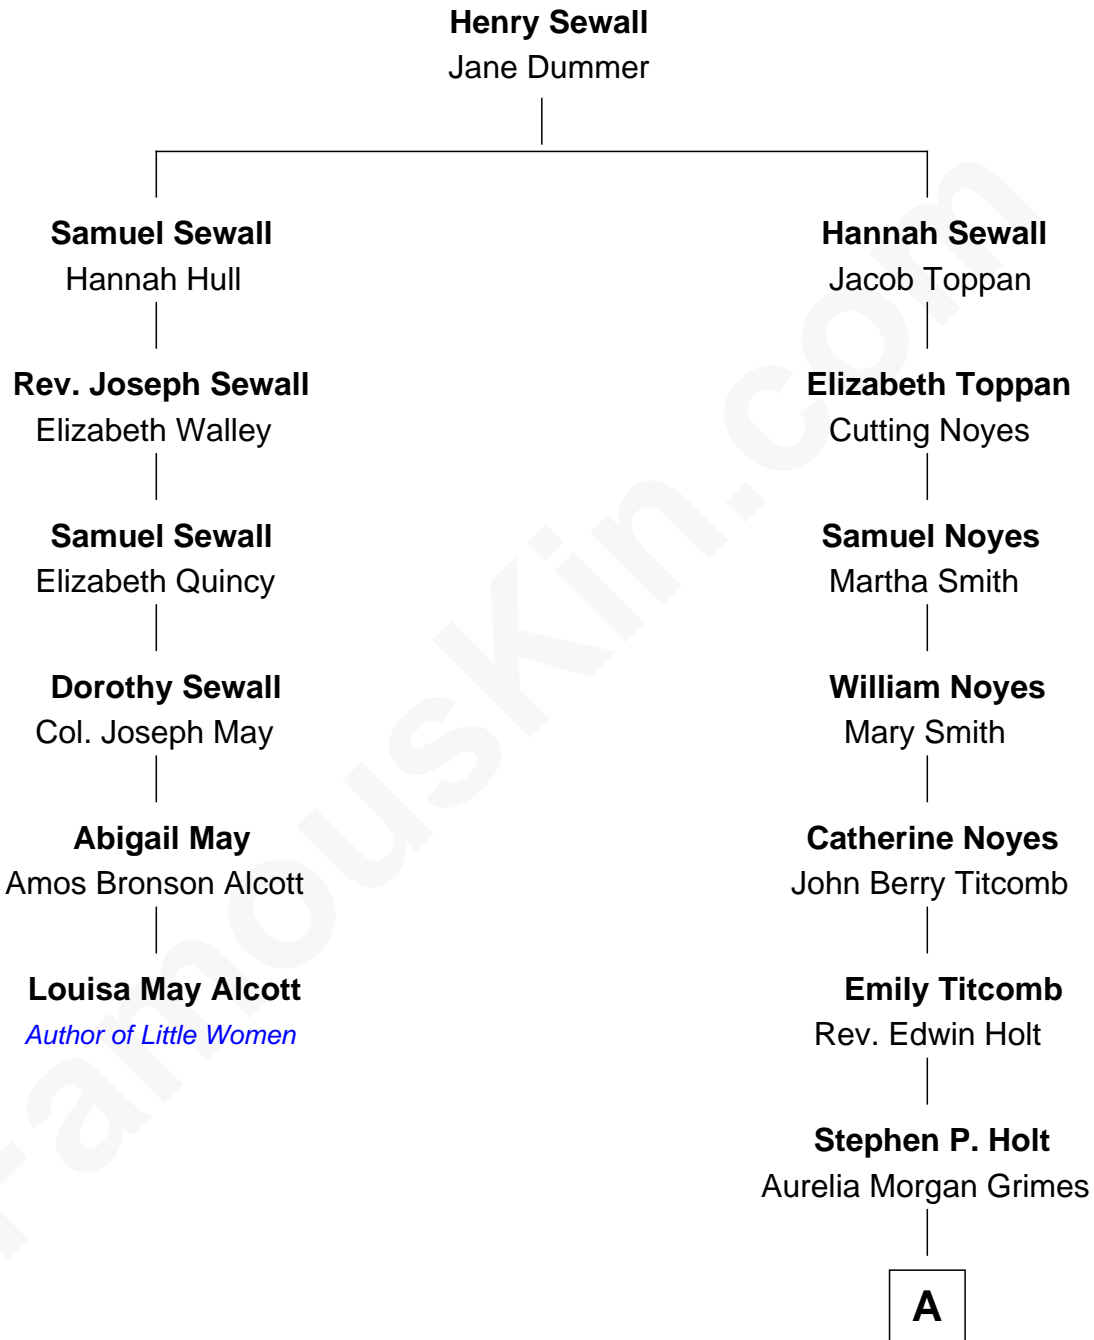 Henry Sewall
Jane Dummer
Samuel Sewall
Hannah Hull
Rev. Joseph Sewall
Elizabeth Walley
Samuel Sewall
Elizabeth Quincy
Dorothy Sewall
Col. Joseph May
Abigail May
Amos Bronson Alcott
Louisa May Alcott
Author of Little Women
Hannah Sewall
Jacob Toppan
Elizabeth Toppan
Cutting Noyes
Samuel Noyes
Martha Smith
William Noyes
Mary Smith
Catherine Noyes
John Berry Titcomb
Emily Titcomb
Rev. Edwin Holt
Stephen P. Holt
Aurelia Morgan Grimes
A
FamousKin.com